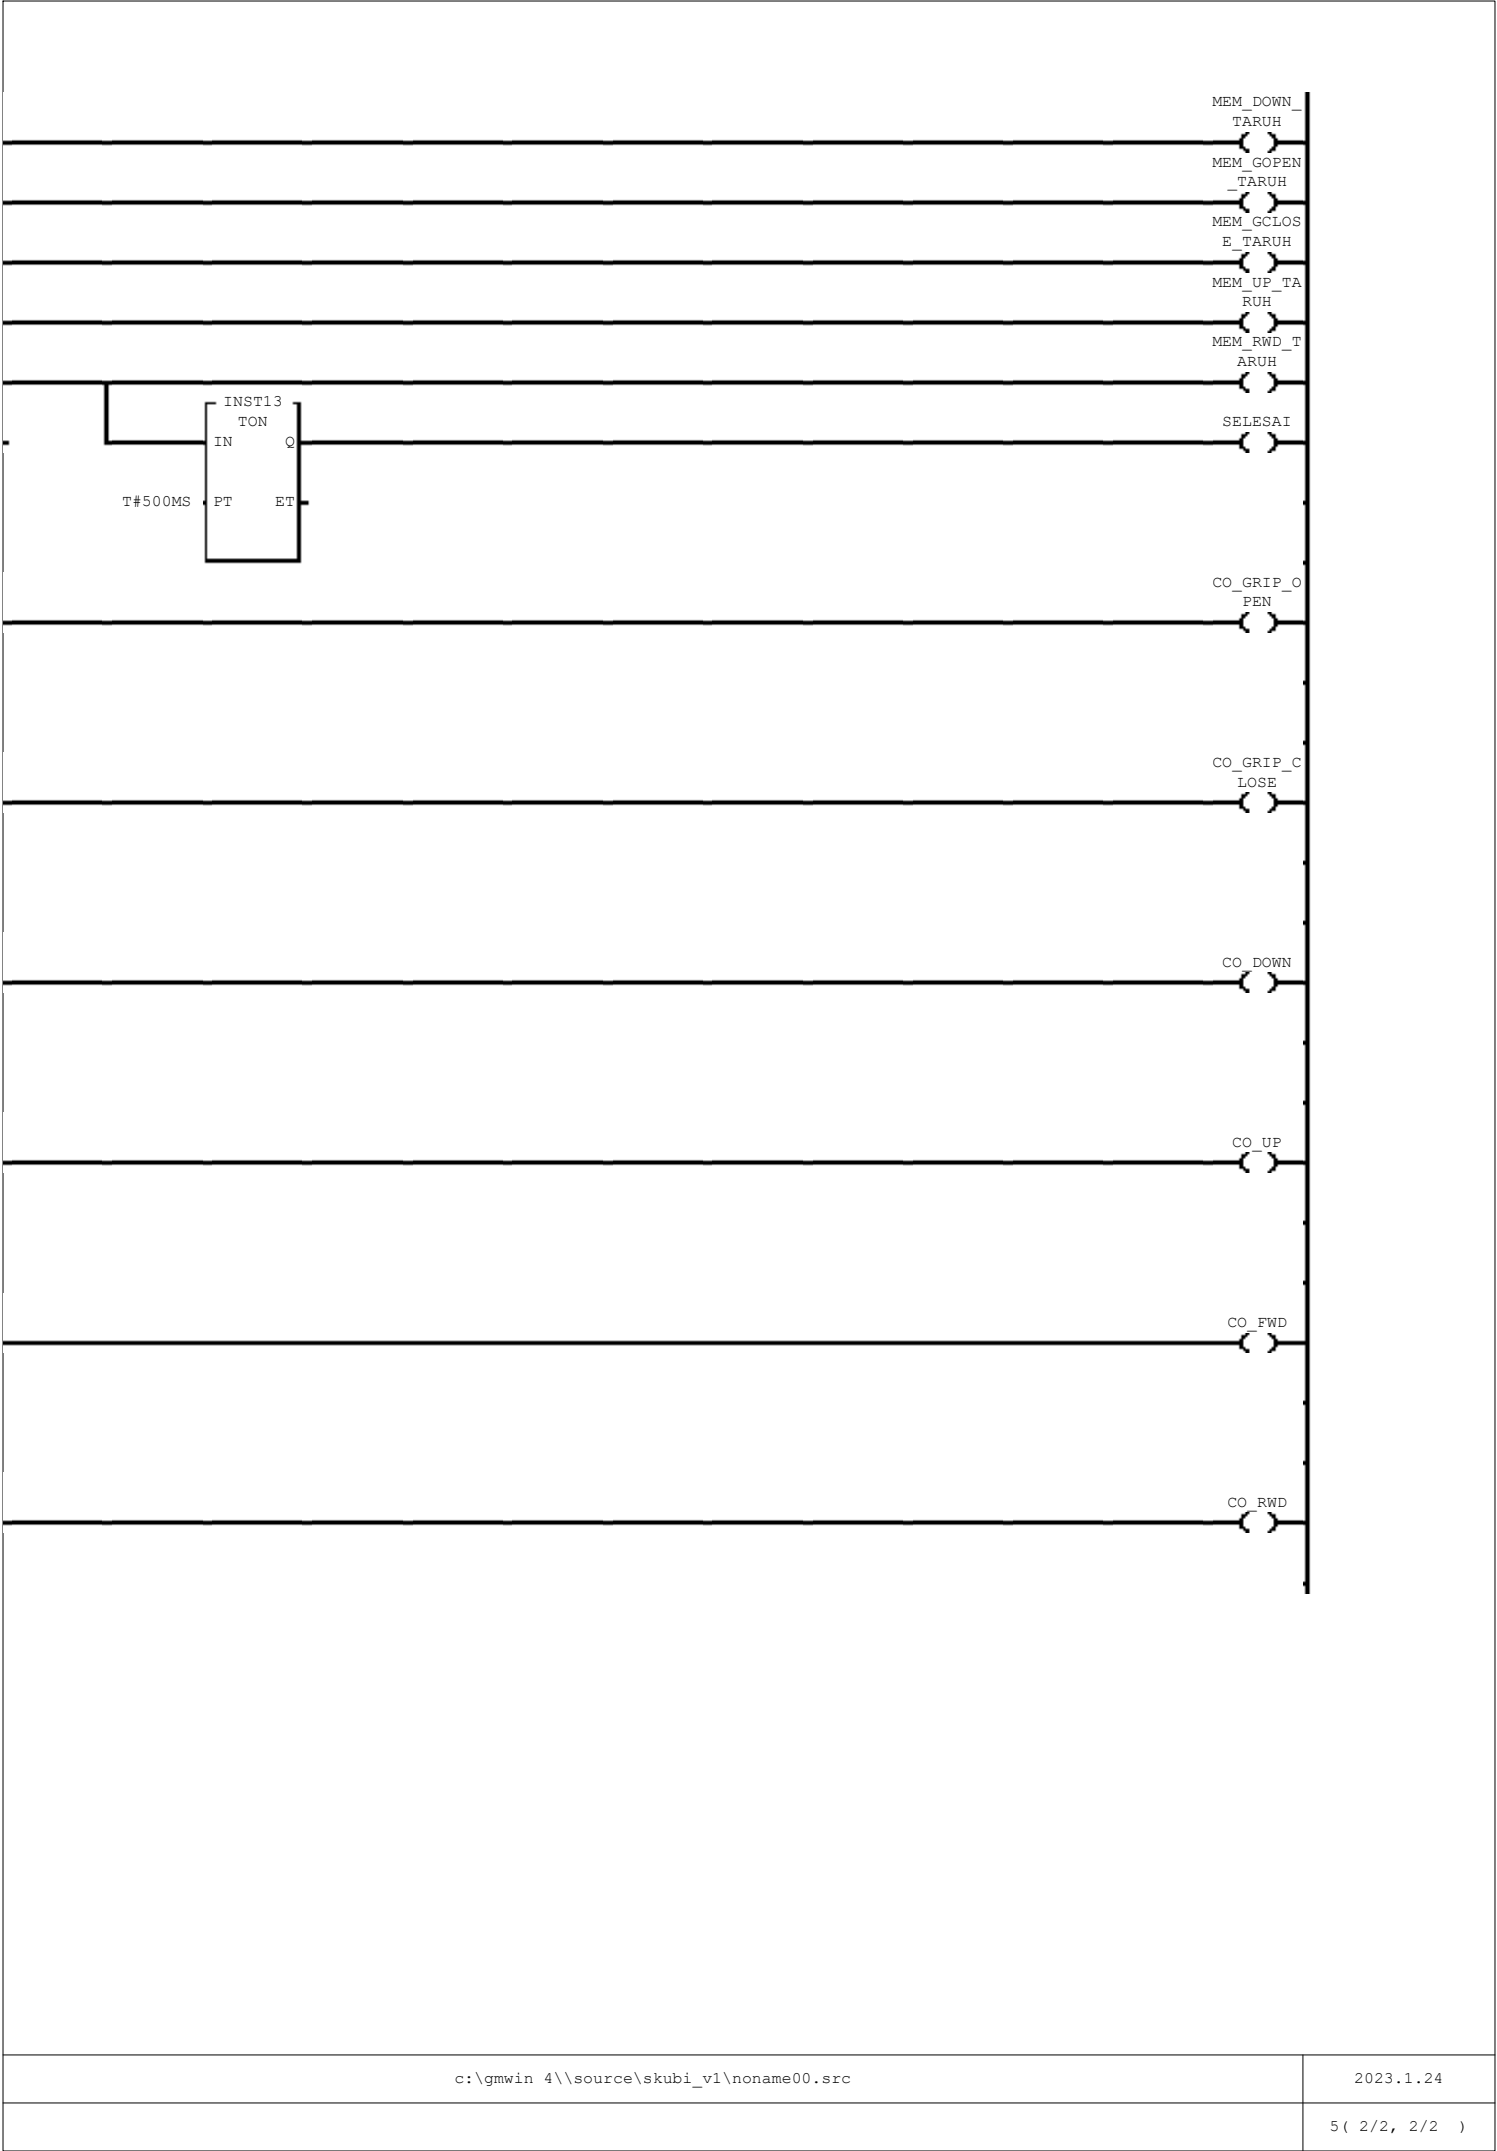 MEM_DOWN_
TARUH
MEM_GOPEN
_TARUH
MEM_GCLOS
E_TARUH
MEM_UP_TA
RUH
MEM_RWD_T
ARUH
INST13
TON
SELESAI
IN Q
T#500MS PT ET
CO_GRIP_O
PEN
CO_GRIP_C
LOSE
CO_DOWN
CO_UP
CO_FWD
CO_RWD
c:\gmwin 4\\source\skubi_v1\noname00.src
2023.1.24
5( 2/2, 2/2 )